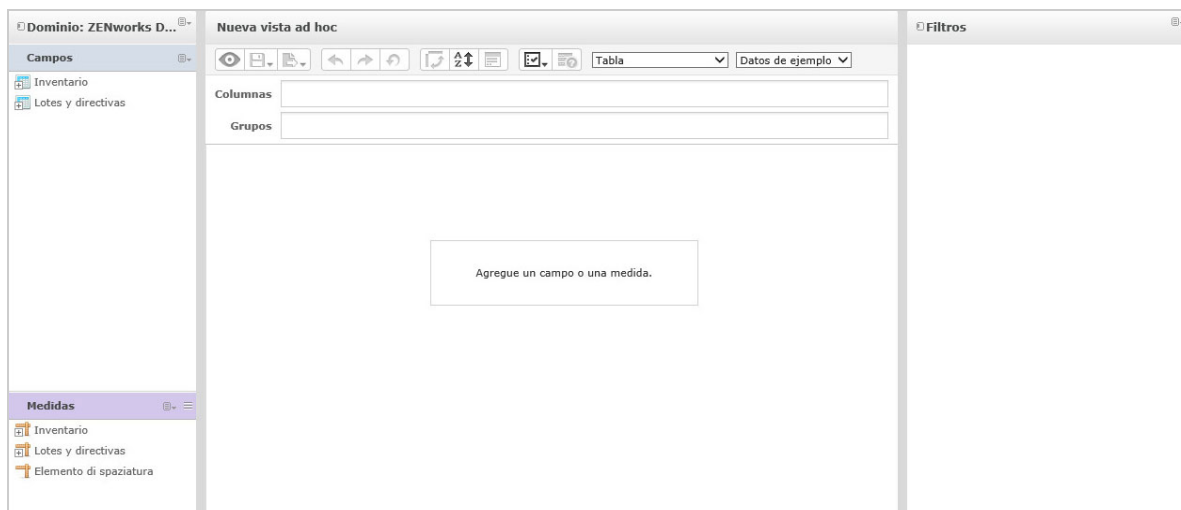 Dominio: ZENworks D...
Campos
Inventario
Lotes y directivas
Medidas
Inventario
Lotes y directivas
Elemento di spaziatura
Nueva vista ad hoc
Tabla
Datos de ejemplo
Columnas
Grupos
Agregue un campo o una medida.
Filtros